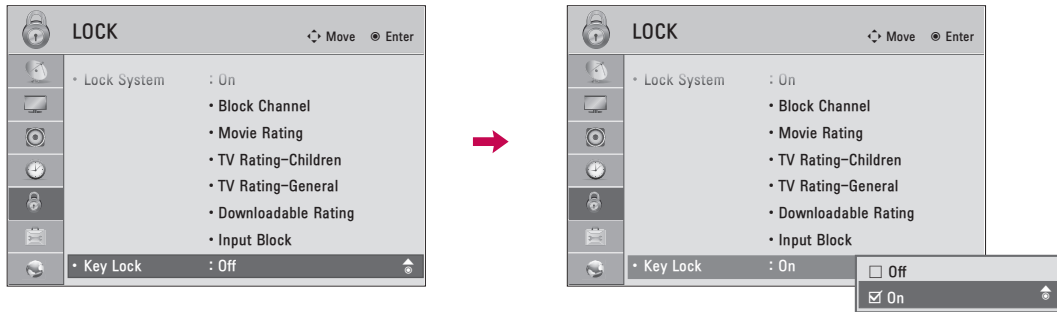 LOCK
Move Enter
• Lock System : On
• Block Channel
• Movie Rating
• TV Rating-Children
• TV Rating-General
• Downloadable Rating
• Input Block
• Key Lock : Off
LOCK
Move Enter
• Lock System : On
• Block Channel
• Movie Rating
• TV Rating-Children
• TV Rating-General
• Downloadable Rating
• Input Block
• Key Lock : On
Off
On